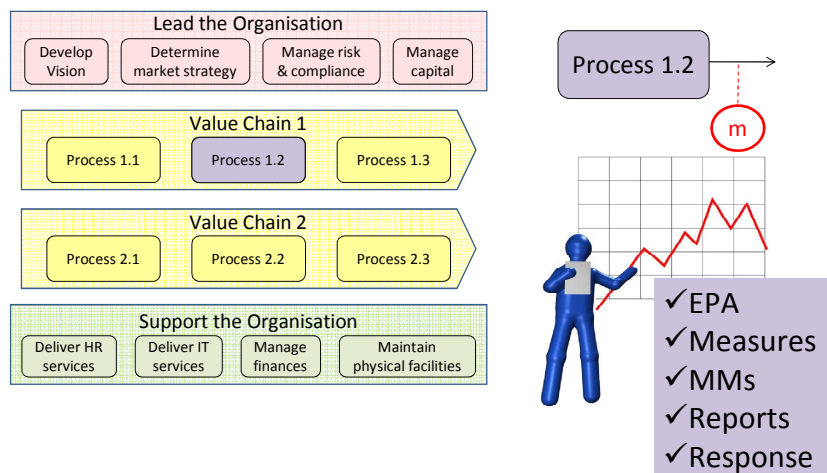 Lead the Organisation
Develop
Vision
Determine
market strategy
Manage risk
& compliance
Manage
capital
Value Chain 1
Process 1.1
Process 1.2
Process 1.3
Value Chain 2
Process 2.1
Process 2.2
Process 2.3
Support the Organisation
Deliver HR
services
Deliver IT
services
Manage
finances
Maintain
physical facilities
Process 1.2
m
✓EPA
✓Measures
✓MMs
✓Reports
✓Response